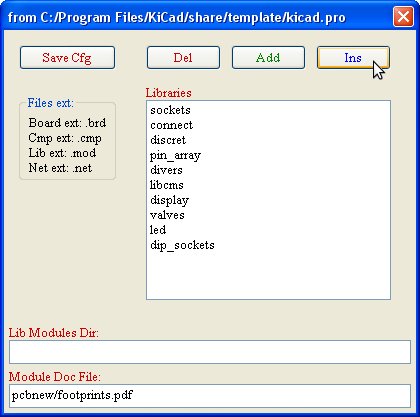 from C:/Program Files/KiCad/share/template/kicad.pro
Save Cfg Del Add Ins
Files ext:
Board ext: .brd
Cmp ext: .cmp
Lib ext: .mod
Net ext: .net
Libraries
sockets
connect
discret
pin_array
divers
libcms
display
valves
led
dip_sockets
Lib Modules Dir:
Module Doc File:
pcbnew/footprints.pdf